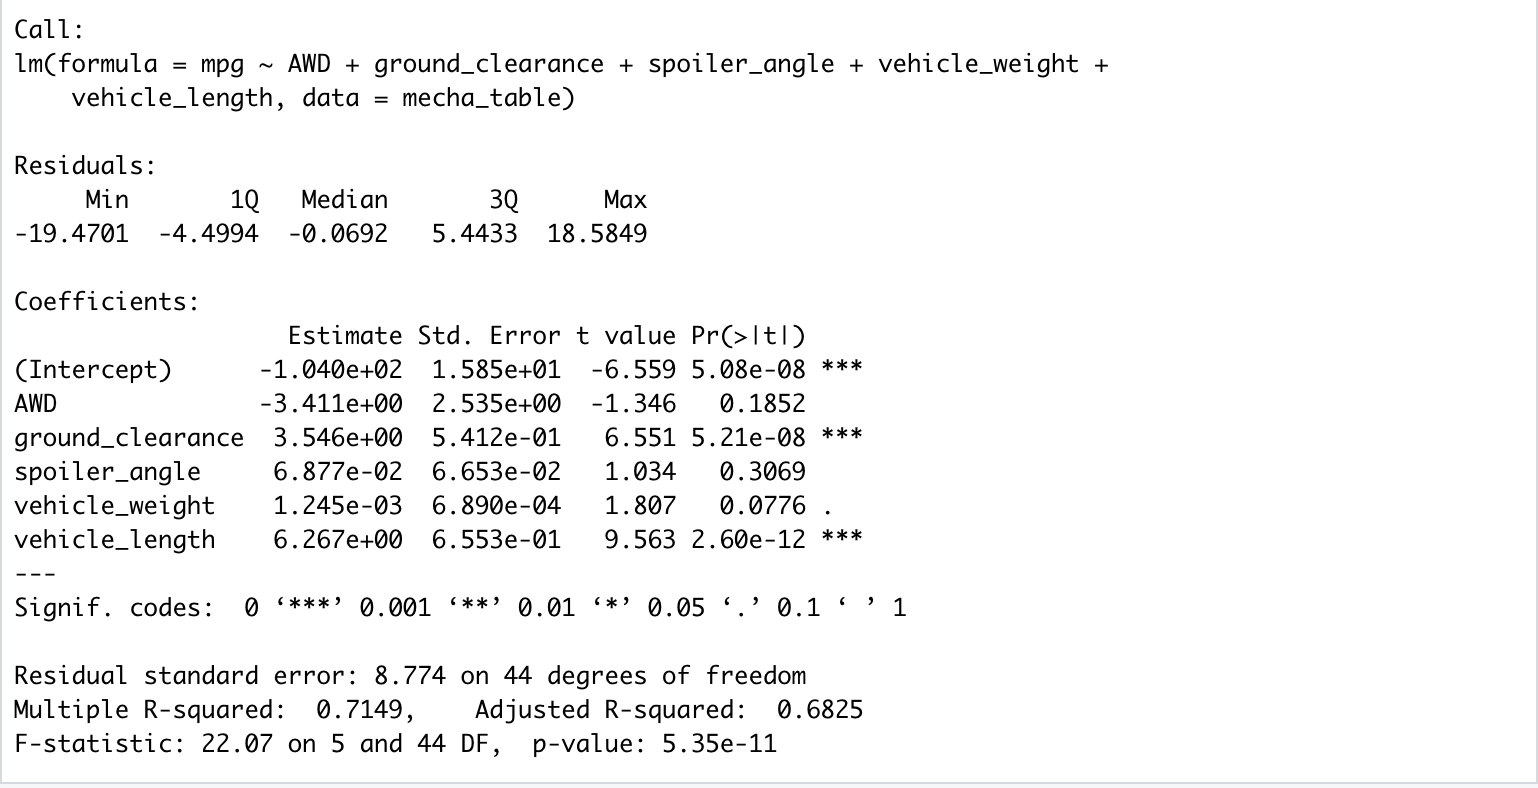 Call:
lm(formula = mpg ~ AWD + ground_clearance + spoiler_angle + vehicle_weight +
    vehicle_length, data = mecha_table)

Residuals:
     Min       1Q   Median       3Q      Max
-19.4701  -4.4994  -0.0692   5.4433  18.5849

Coefficients:
                   Estimate Std. Error t value Pr(>|t|)
(Intercept)      -1.040e+02  1.585e+01  -6.559 5.08e-08 ***
AWD              -3.411e+00  2.535e+00  -1.346   0.1852
ground_clearance  3.546e+00  5.412e-01   6.551 5.21e-08 ***
spoiler_angle     6.877e-02  6.653e-02   1.034   0.3069
vehicle_weight    1.245e-03  6.890e-04   1.807   0.0776 .
vehicle_length    6.267e+00  6.553e-01   9.563 2.60e-12 ***
---
Signif. codes:  0 ‘***’ 0.001 ‘**’ 0.01 ‘*’ 0.05 ‘.’ 0.1 ‘ ’ 1

Residual standard error: 8.774 on 44 degrees of freedom
Multiple R-squared:  0.7149,    Adjusted R-squared:  0.6825
F-statistic: 22.07 on 5 and 44 DF,  p-value: 5.35e-11